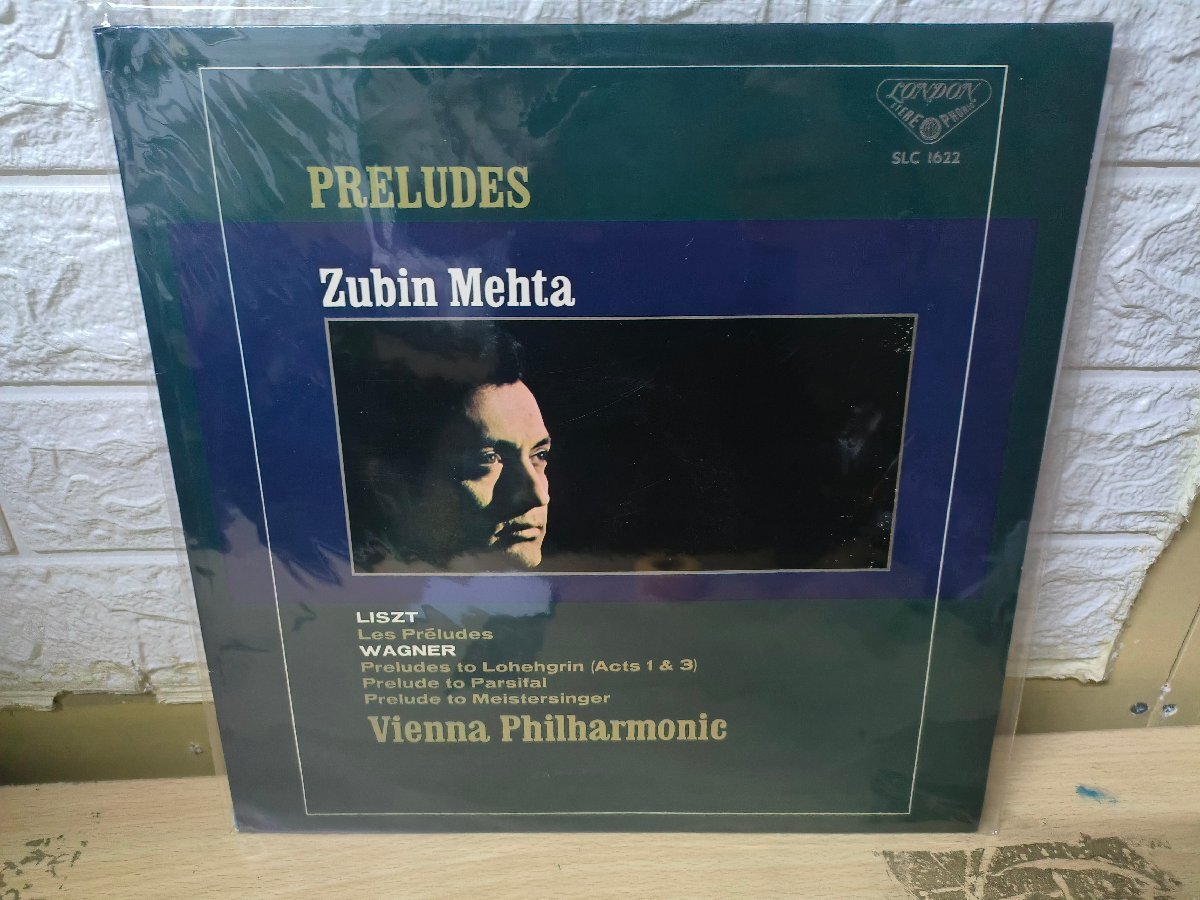 LONDON
STEREOPHONIC
SLC 1622
PRELUDES
Zubin Mehta
LISZT
Les Préludes
WAGNER
Preludes to Lohehgrin (Acts 1 & 3)
Prelude to Parsifal
Prelude to Meistersinger
Vienna Philharmonic